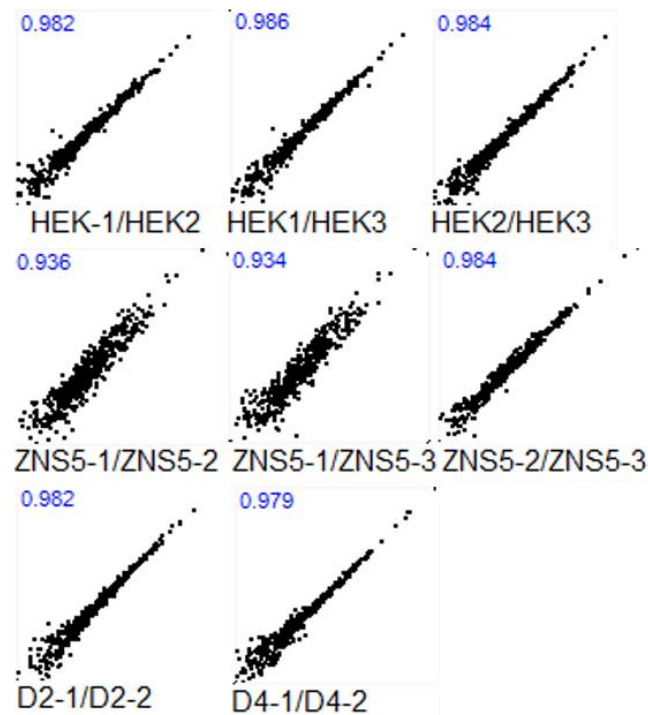 0.982 0.986 0.984
HEK-1/HEK2 HEK1/HEK3 HEK2/HEK3
0.936 0.934 0.984
ZNS5-1/ZNS5-2 ZNS5-1/ZNS5-3 ZNS5-2/ZNS5-3
0.982 0.979
D2-1/D2-2 D4-1/D4-2